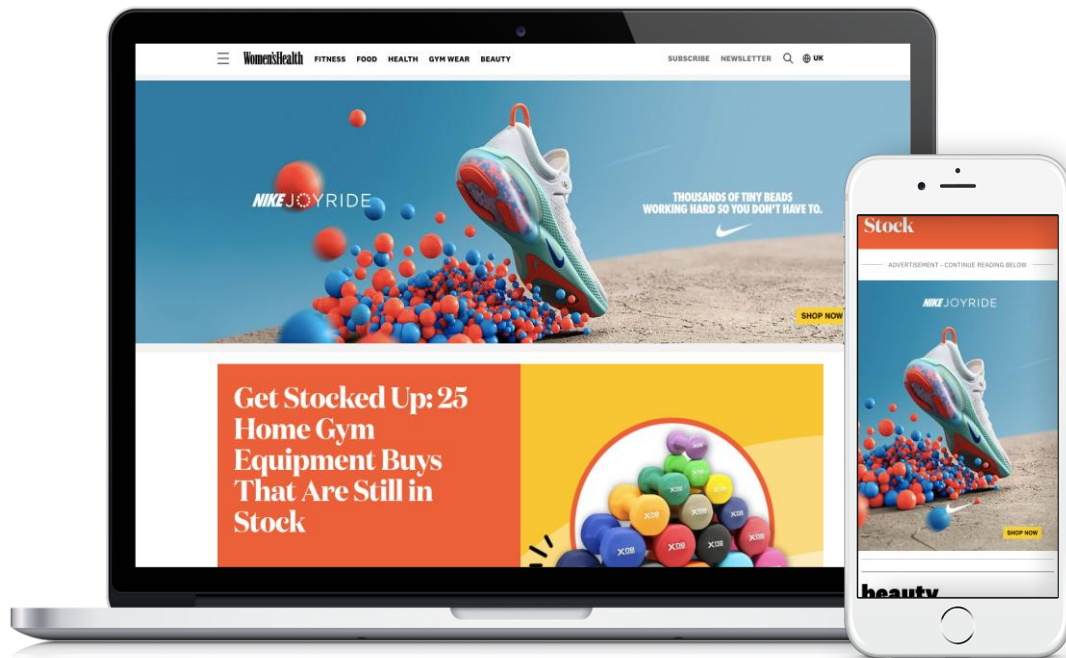 Women'sHealth FITNESS FOOD HEALTH GYM WEAR BEAUTY SUBSCRIBE NEWSLETTER UK
NIKE JOYRIDE
THOUSANDS OF TINY BEADS
WORKING HARD SO YOU DON'T HAVE TO.
SHOP NOW
Get Stocked Up: 25
Home Gym
Equipment Buys
That Are Still in
Stock
Stock
ADVERTISEMENT - CONTINUE READING BELOW
NIKE JOYRIDE
SHOP NOW
beauty